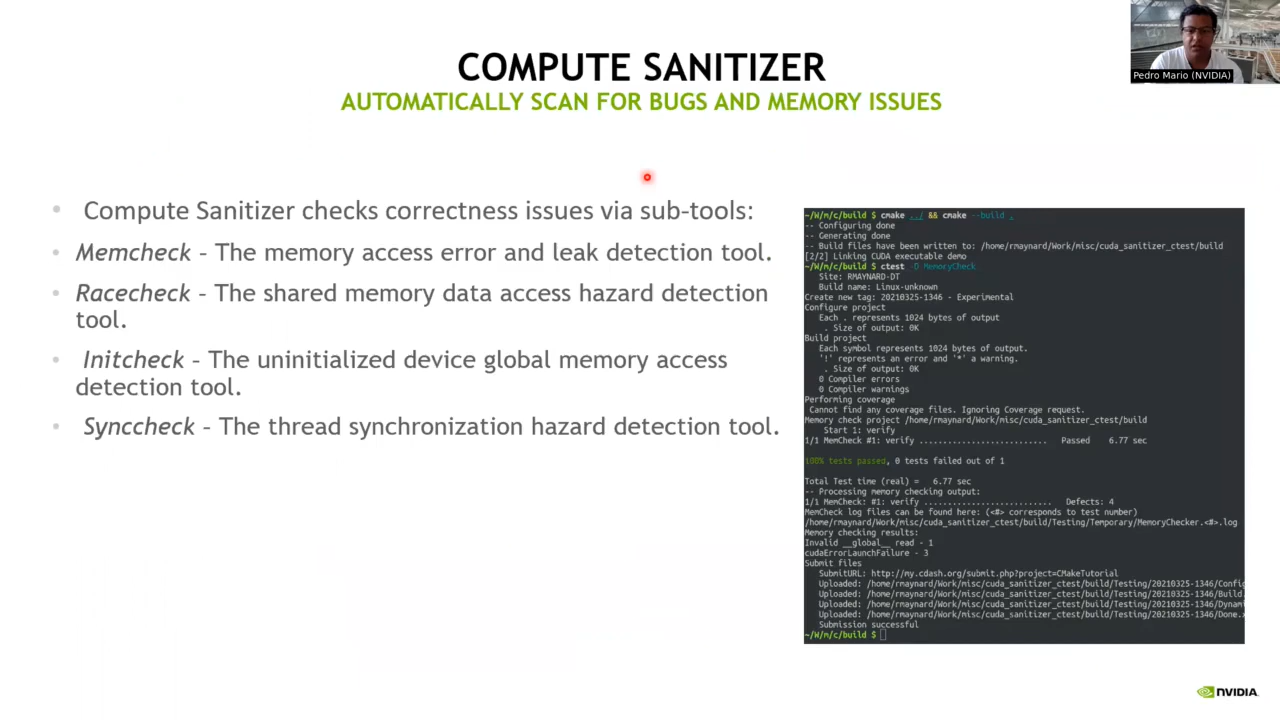 COMPUTE SANITIZER
AUTOMATICALLY SCAN FOR BUGS AND MEMORY ISSUES
Pedro Mario (NVIDIA)
• Compute Sanitizer checks correctness issues via sub-tools:
• Memcheck – The memory access error and leak detection tool.
• Racecheck – The shared memory data access hazard detection
tool.
• Initcheck – The uninitialized device global memory access
detection tool.
• Synccheck – The thread synchronization hazard detection tool.
~/W/m/c/build $ cmake ../ && cmake --build .
-- Configuring done
-- Generating done
-- Build files have been written to: /home/rmaynard/Work/misc/cuda_sanitizer_ctest/build
[2/2] Linking CUDA executable demo
~/W/m/c/build $ ctest -D MemoryCheck
Site: RMAYNARD-DT
Build name: Linux-unknown
Create new tag: 20210325-1346 - Experimental
Configure project
Each . represents 1024 bytes of output
. Size of output: 0K
Build project
Each symbol represents 1024 bytes of output.
'!' represents an error and '*' a warning.
. Size of output: 0K
0 Compiler errors
0 Compiler warnings
Performing coverage
Cannot find any coverage files. Ignoring Coverage request.
Memory check project /home/rmaynard/Work/misc/cuda_sanitizer_ctest/build
Start 1: verify
1/1 MemCheck #1: verify ........................... Passed 6.77 sec
100% tests passed, 0 tests failed out of 1
Total Test time (real) = 6.77 sec
-- Processing memory checking output:
1/1 MemCheck: #1: verify ........................... Defects: 4
MemCheck log files can be found here: (<#> corresponds to test number)
/home/rmaynard/Work/misc/cuda_sanitizer_ctest/build/Testing/Temporary/MemoryChecker.<#>.log
Memory checking results:
Invalid __global__ read - 1
cudaErrorLaunchFailure - 3
Submit files
SubmitURL: http://my.cdash.org/submit.php?project=CMakeTutorial
Uploaded: /home/rmaynard/Work/misc/cuda_sanitizer_ctest/build/Testing/20210325-1346/Config
Uploaded: /home/rmaynard/Work/misc/cuda_sanitizer_ctest/build/Testing/20210325-1346/Build.
Uploaded: /home/rmaynard/Work/misc/cuda_sanitizer_ctest/build/Testing/20210325-1346/Dynam
Uploaded: /home/rmaynard/Work/misc/cuda_sanitizer_ctest/build/Testing/20210325-1346/Done.x
Submission successful
~/W/m/c/build $
NVIDIA.